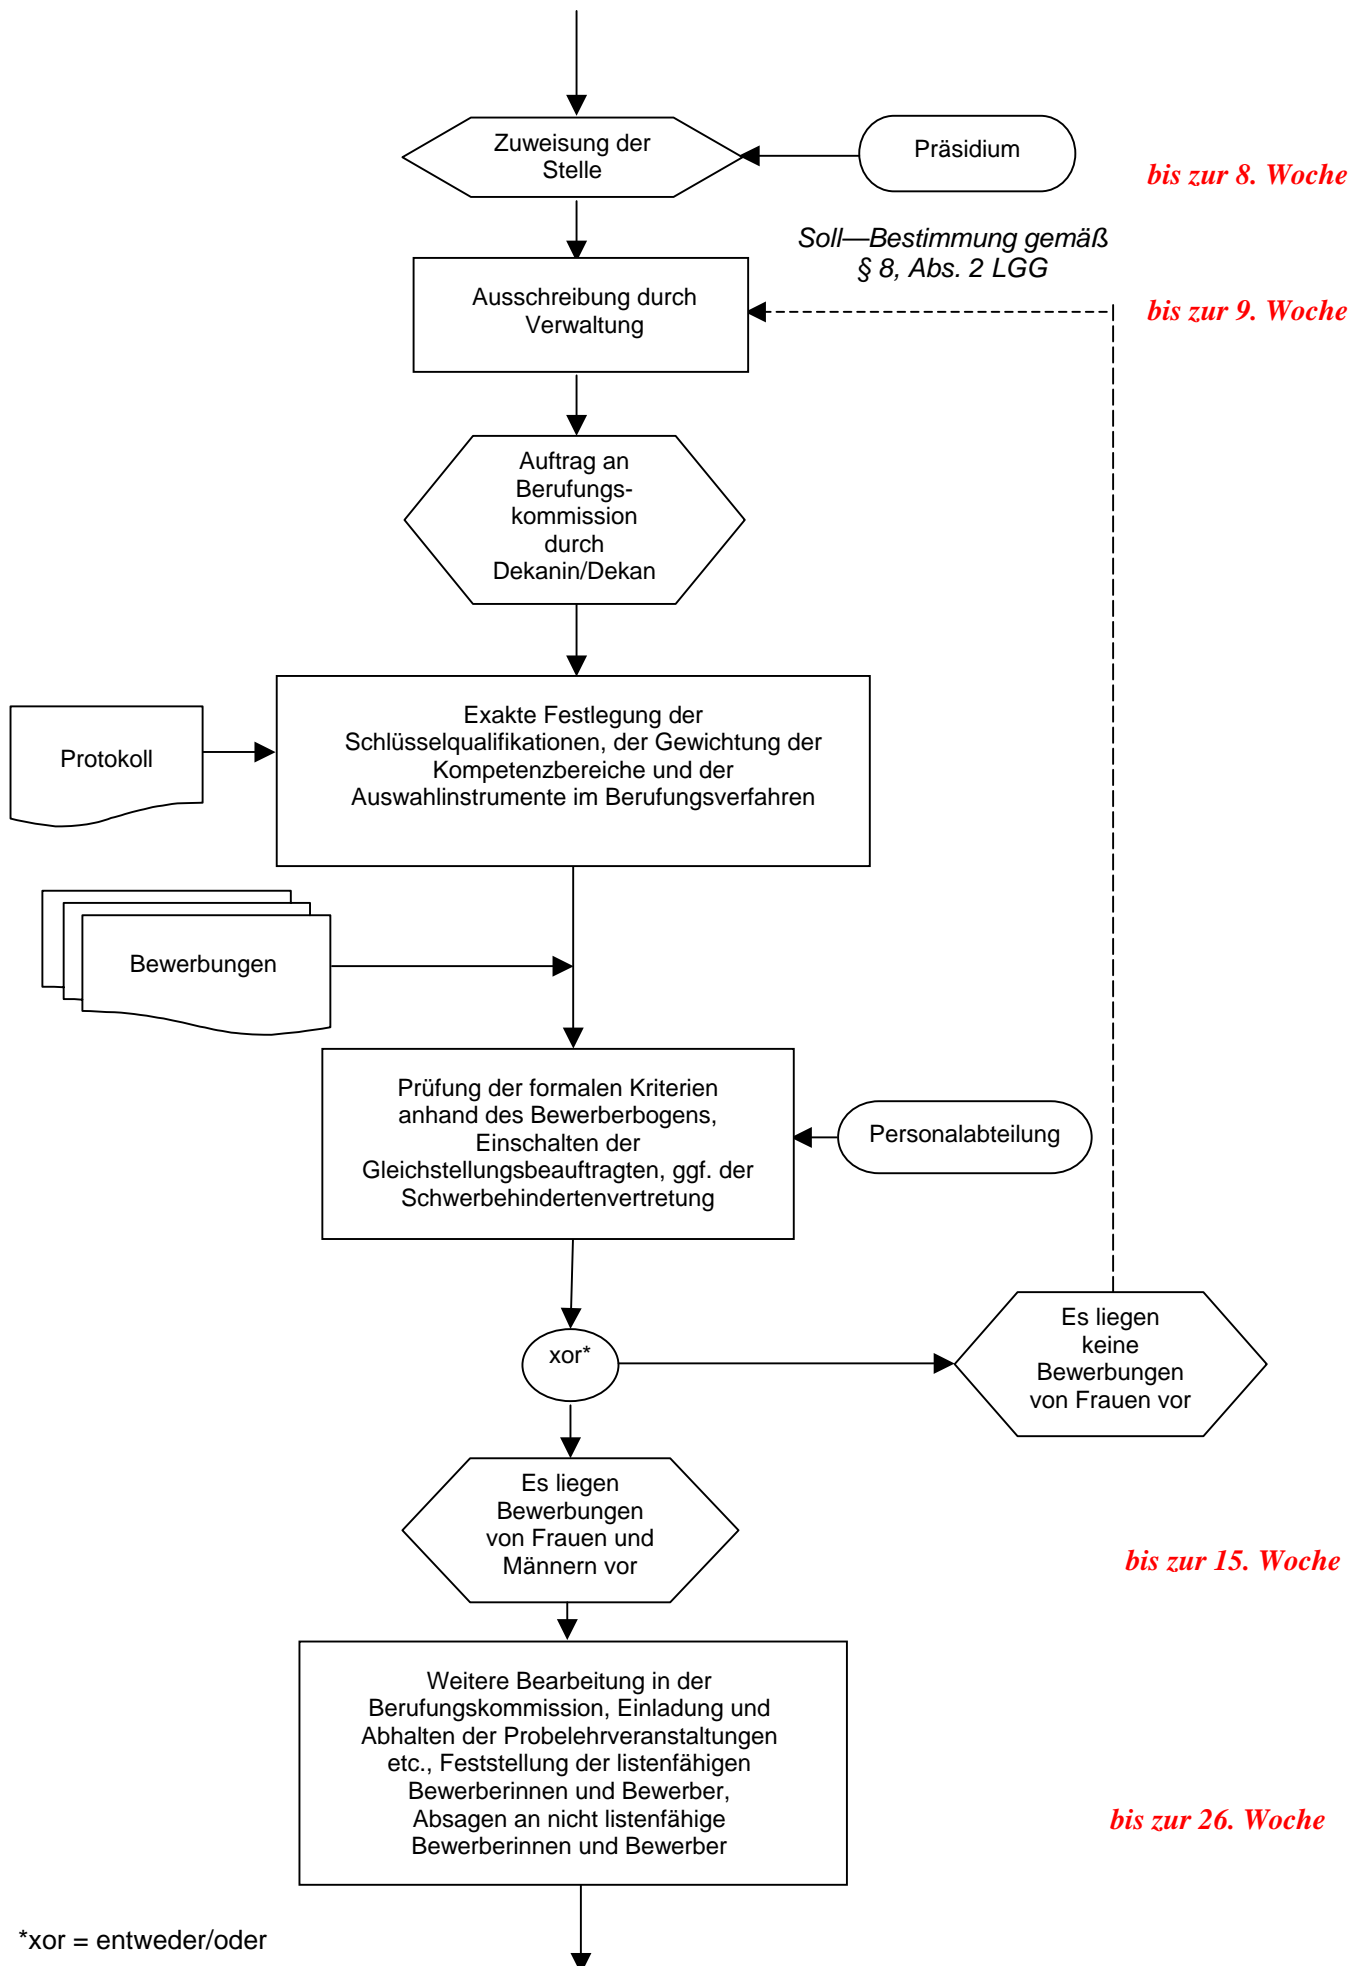 Zuweisung der
Stelle
Präsidium
bis zur 8. Woche
Soll—Bestimmung gemäß
§ 8, Abs. 2 LGG
Ausschreibung durch
Verwaltung
bis zur 9. Woche
Auftrag an
Berufungs-
kommission
durch
Dekanin/Dekan
Protokoll
Exakte Festlegung der
Schlüsselqualifikationen, der Gewichtung der
Kompetenzbereiche und der
Auswahlinstrumente im Berufungsverfahren
Bewerbungen
Prüfung der formalen Kriterien
anhand des Bewerberbogens,
Einschalten der
Gleichstellungsbeauftragten, ggf. der
Schwerbehindertenvertretung
Personalabteilung
xor*
Es liegen
keine
Bewerbungen
von Frauen vor
Es liegen
Bewerbungen
von Frauen und
Männern vor
bis zur 15. Woche
Weitere Bearbeitung in der
Berufungskommission, Einladung und
Abhalten der Probelehrveranstaltungen
etc., Feststellung der listenfähigen
Bewerberinnen und Bewerber,
Absagen an nicht listenfähige
Bewerberinnen und Bewerber
bis zur 26. Woche
*xor = entweder/oder